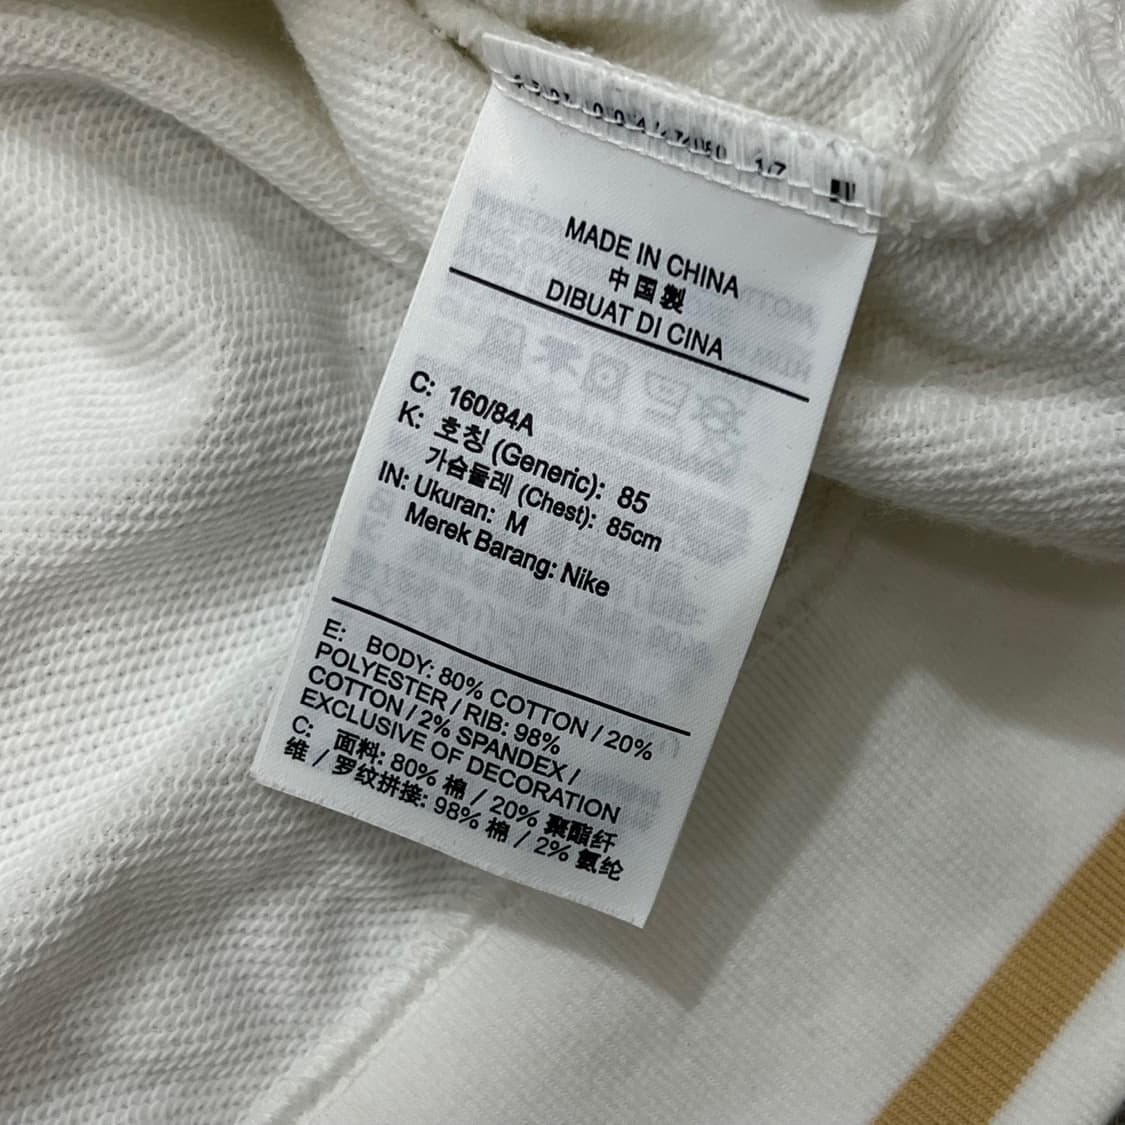 MADE IN CHINA
中国製
DIBUAT DI CINA
C: 160/84A
K: 호칭 (Generic): 85
가슴둘레 (Chest): 85cm
IN: Ukuran: M
Merek Barang: Nike
E: BODY: 80% COTTON / 20%
POLYESTER / RIB: 98%
COTTON / 2% SPANDEX /
EXCLUSIVE OF DECORATION
C: 面料: 80% 棉 / 20% 聚酯纤
维 / 罗纹拼接: 98% 棉 / 2% 氨纶